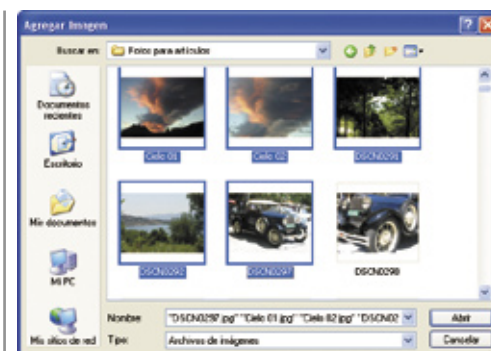 Agregar Imagen
Buscar en: Fotos para artículos
Documentos recientes
Escritorio
Mis documentos
Mi PC
Mis sitios de red
Cielo 01 Cielo 02 DSCN0291
DSCN0292 DSCN0297 DSCN0298
Nombre: "DSCN0297.jpg" "Cielo 01.jpg" "Cielo 02.jpg" "DSCN02
Abrir
Tipo: Archivos de imágenes
Cancelar